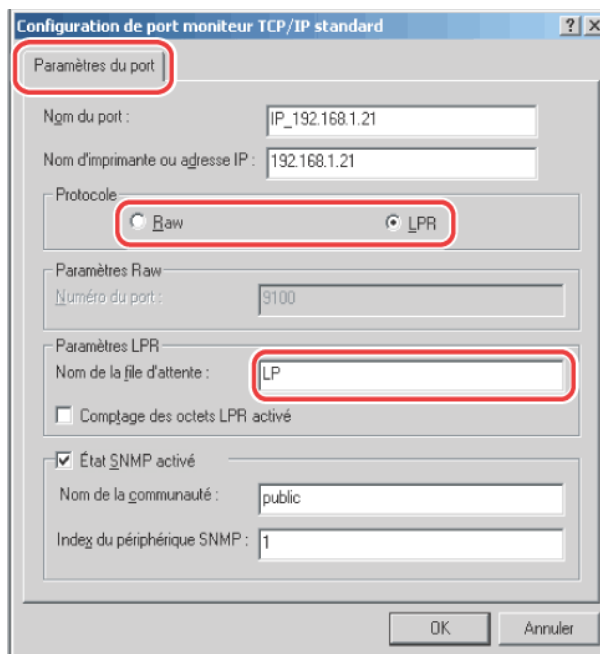 Configuration de port moniteur TCP/IP standard
Paramètres du port
Nom du port : IP_192.168.1.21
Nom d'imprimante ou adresse IP : 192.168.1.21
Protocole
Raw LPR
Paramètres Raw
Numéro du port : 9100
Paramètres LPR
Nom de la file d'attente : LP
Comptage des octets LPR activé
État SNMP activé
Nom de la communauté : public
Index du périphérique SNMP : 1
OK Annuler